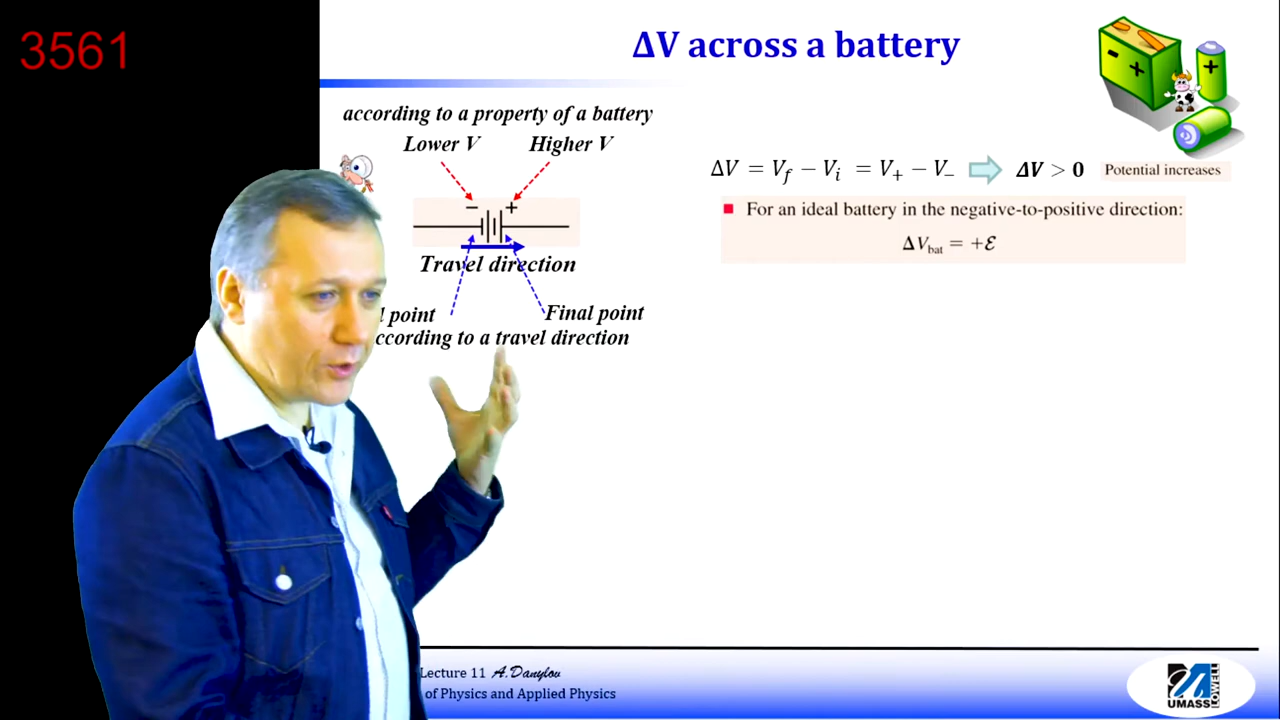 3561
ΔV across a battery
according to a property of a battery
Lower V Higher V
− +
Travel direction
l point Final point
ccording to a travel direction
ΔV = V_f − V_i = V_+ − V_− ΔV > 0 Potential increases
For an ideal battery in the negative-to-positive direction:
ΔV_bat = +ℰ
- + +
Lecture 11 A.Danylov
of Physics and Applied Physics
UMASS LOWELL